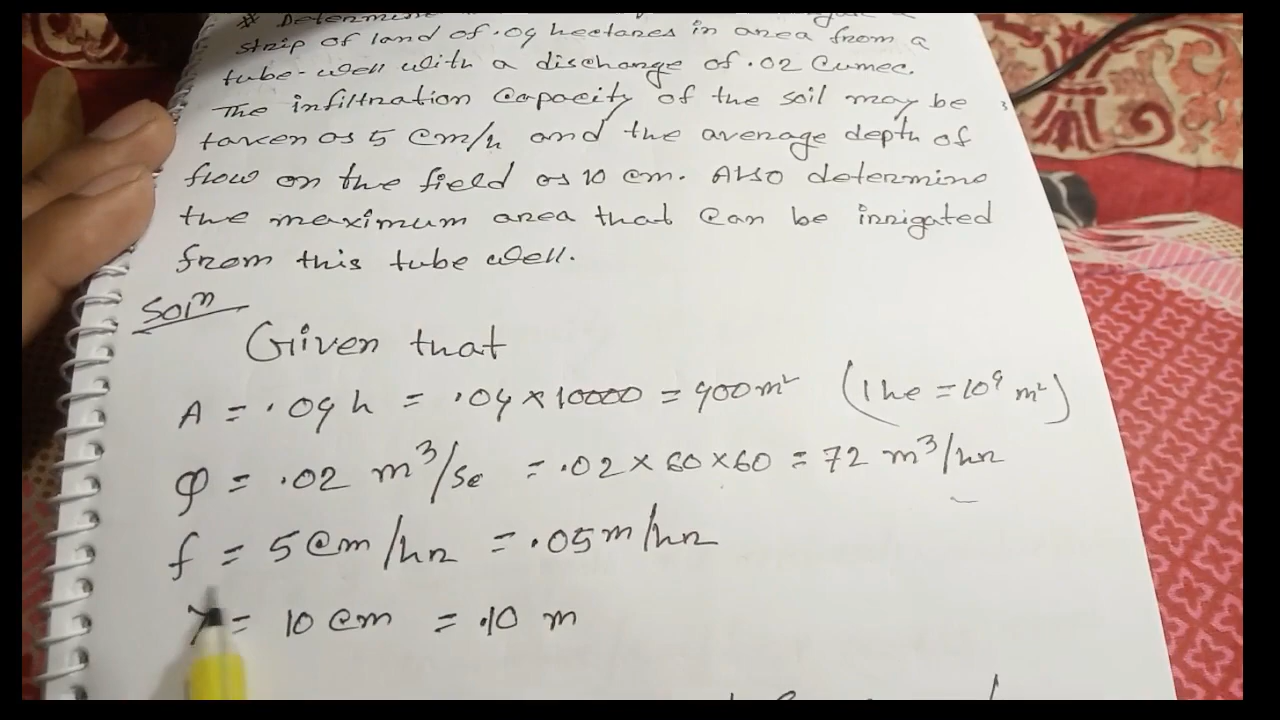 * Determine
strip of land of .04 hectares in area from a
tube-well with a discharge of .02 Cumec.
The infiltration capacity of the soil may be
taken as 5 cm/h and the average depth of
flow on the field as 10 cm. Also determine
the maximum area that can be irrigated
from this tube well.
Solⁿ
Given that
A = .04h = .04×10000 = 400m² (1 he = 10⁴ m²)
φ = .02 m³/se = .02×60×60 = 72 m³/hr
f = 5 cm/hr = .05m/hr
y = 10 cm = .10 m